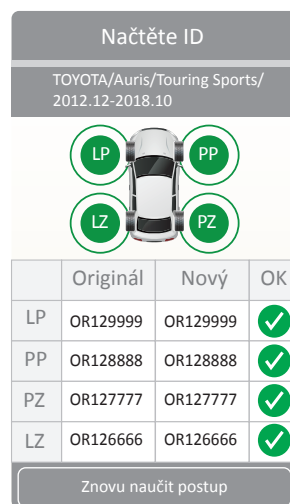 Načtěte ID
TOYOTA/Auris/Touring Sports/
2012.12-2018.10
LP PP
LZ PZ
Originál Nový OK
LP OR129999 OR129999
PP OR128888 OR128888
PZ OR127777 OR127777
LZ OR126666 OR126666
Znovu naučit postup